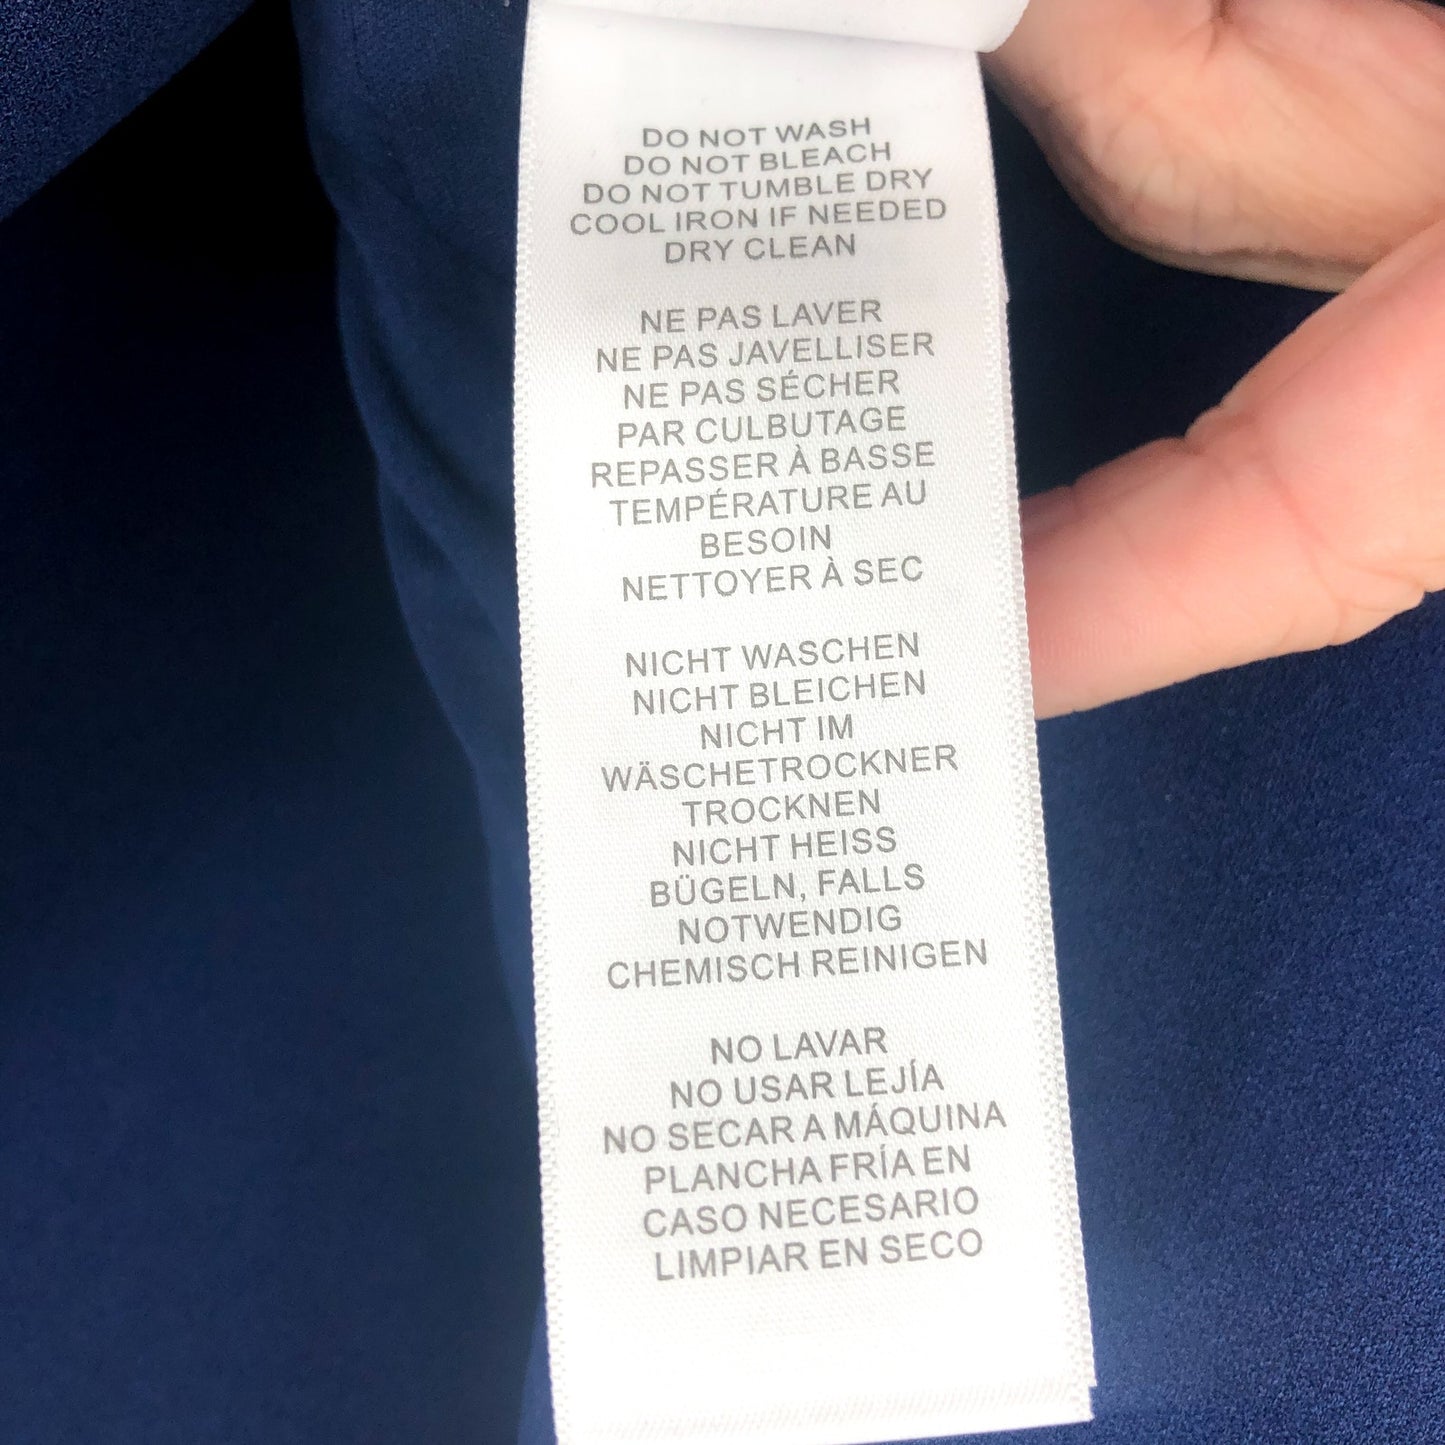 DO NOT WASH
DO NOT BLEACH
DO NOT TUMBLE DRY
COOL IRON IF NEEDED
DRY CLEAN
NE PAS LAVER
NE PAS JAVELLISER
NE PAS SÉCHER
PAR CULBUTAGE
REPASSER À BASSE
TEMPÉRATURE AU
BESOIN
NETTOYER À SEC
NICHT WASCHEN
NICHT BLEICHEN
NICHT IM
WÄSCHETROCKNER
TROCKNEN
NICHT HEISS
BÜGELN, FALLS
NOTWENDIG
CHEMISCH REINIGEN
NO LAVAR
NO USAR LEJÍA
NO SECAR A MÁQUINA
PLANCHA FRÍA EN
CASO NECESARIO
LIMPIAR EN SECO